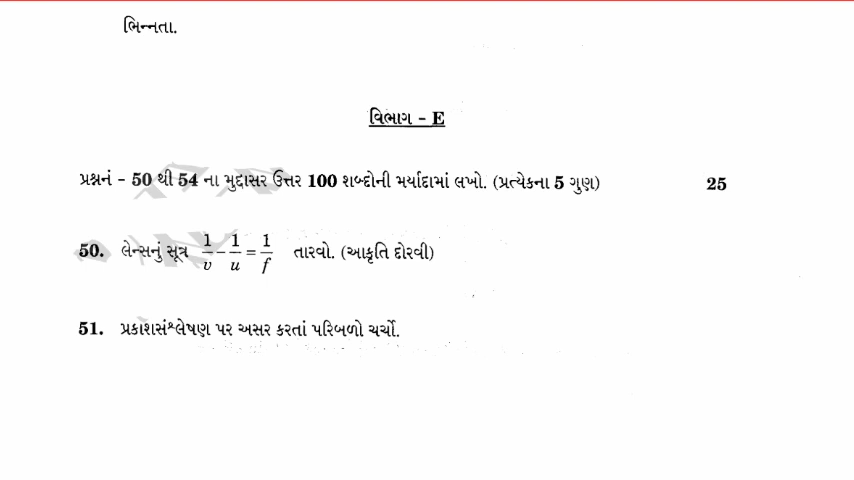 ભિન્નતા.
વિભાગ - E
પ્રશ્નનં - 50 થી 54 ના મુદ્દાસર ઉત્તર 100 શબ્દોની મર્યાદામાં લખો. (પ્રત્યેકના 5 ગુણ) 25
50. લેન્સનું સૂત્ર 1/v - 1/u = 1/f તારવો. (આકૃતિ દોરવી)
51. પ્રકાશસંશ્લેષણ પર અસર કરતાં પરિબળો ચર્ચો.